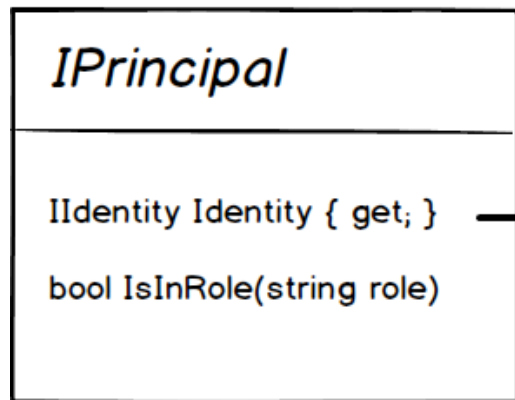 IPrincipal
IIdentity Identity { get; }
bool IsInRole(string role)